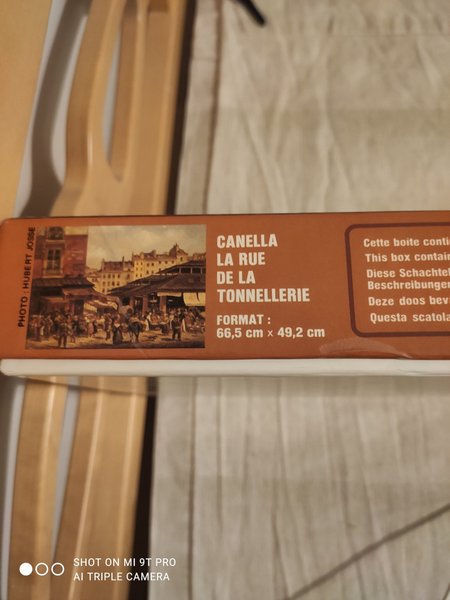 PHOTO : HUBERT JOSSE
CANELLA
LA RUE
DE LA
TONNELLERIE
FORMAT :
66,5 cm × 49,2 cm
Cette boite conti
This box contain
Diese Schachtel
Beschreibungen
Deze doos bev
Questa scatola
SHOT ON MI 9T PRO
AI TRIPLE CAMERA